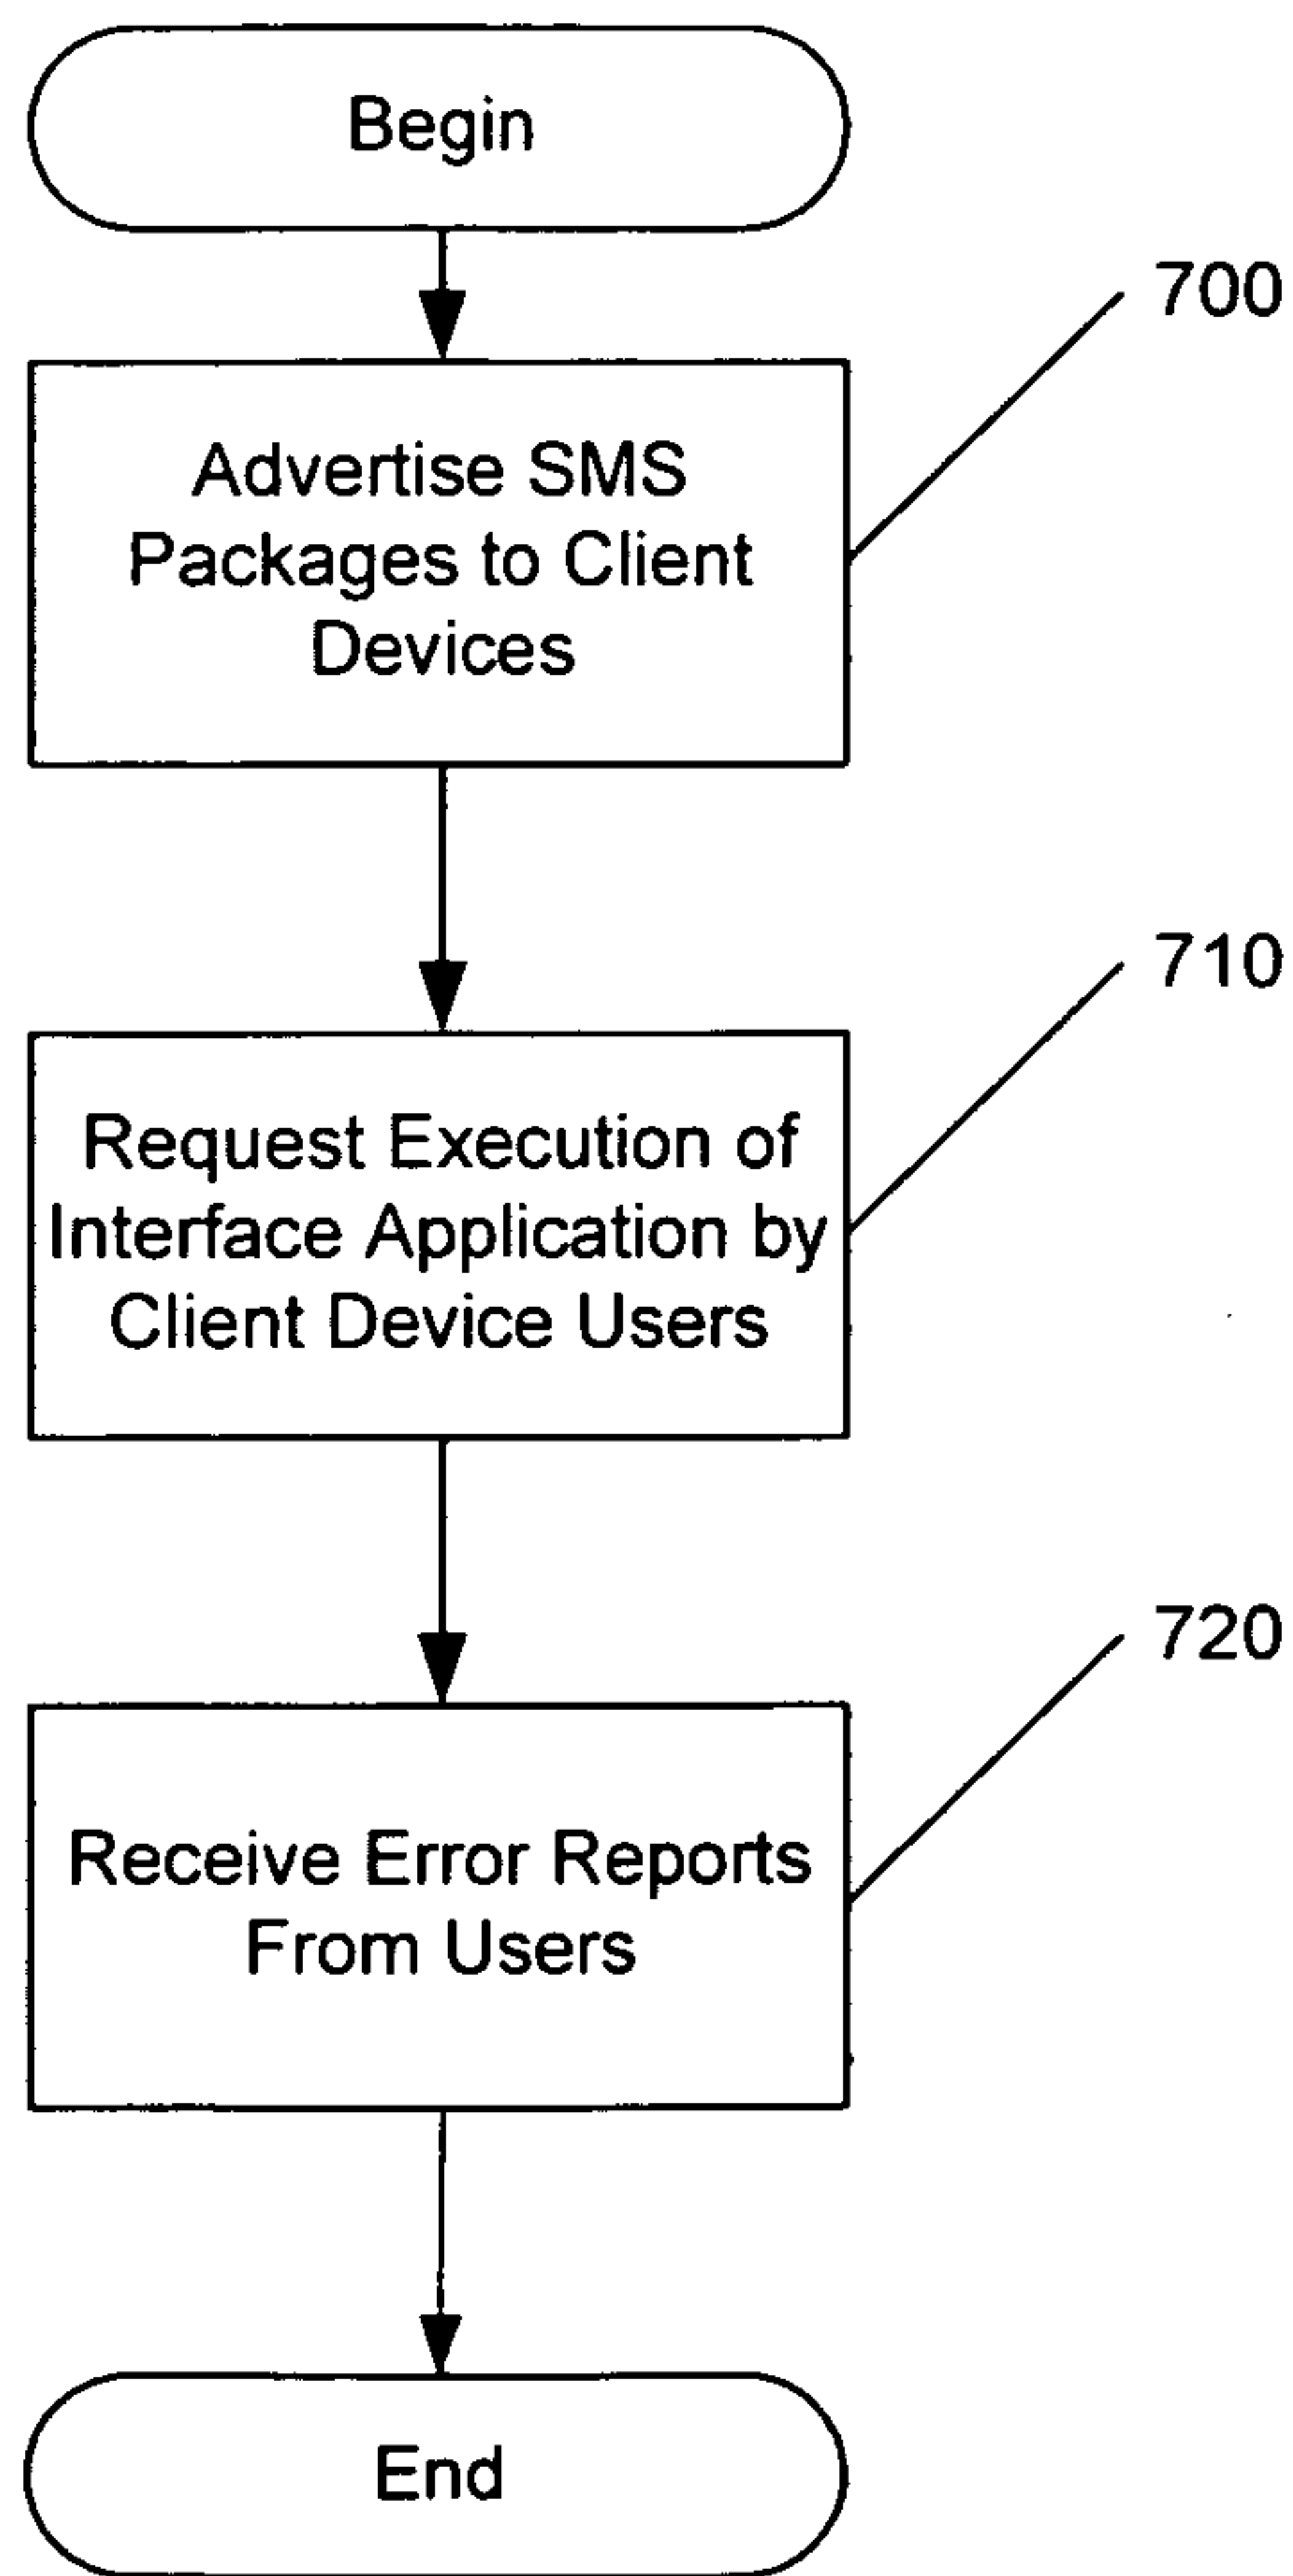 Begin
700
Advertise SMS
Packages to Client
Devices
710
Request Execution of
Interface Application by
Client Device Users
720
Receive Error Reports
From Users
End